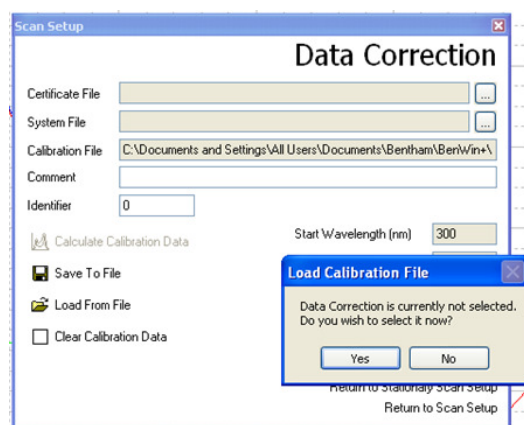 Scan Setup
Data Correction
Certificate File
...
System File
...
Calibration File C:\Documents and Settings\All Users\Documents\Bentham\BenWin+\
Comment
Identifier 0
Calculate Calibration Data
Start Wavelength (nm) 300
Save To File
Load From File
Clear Calibration Data
Load Calibration File
Data Correction is currently not selected.
Do you wish to select it now?
Yes No
Return to Stationary Scan Setup
Return to Scan Setup